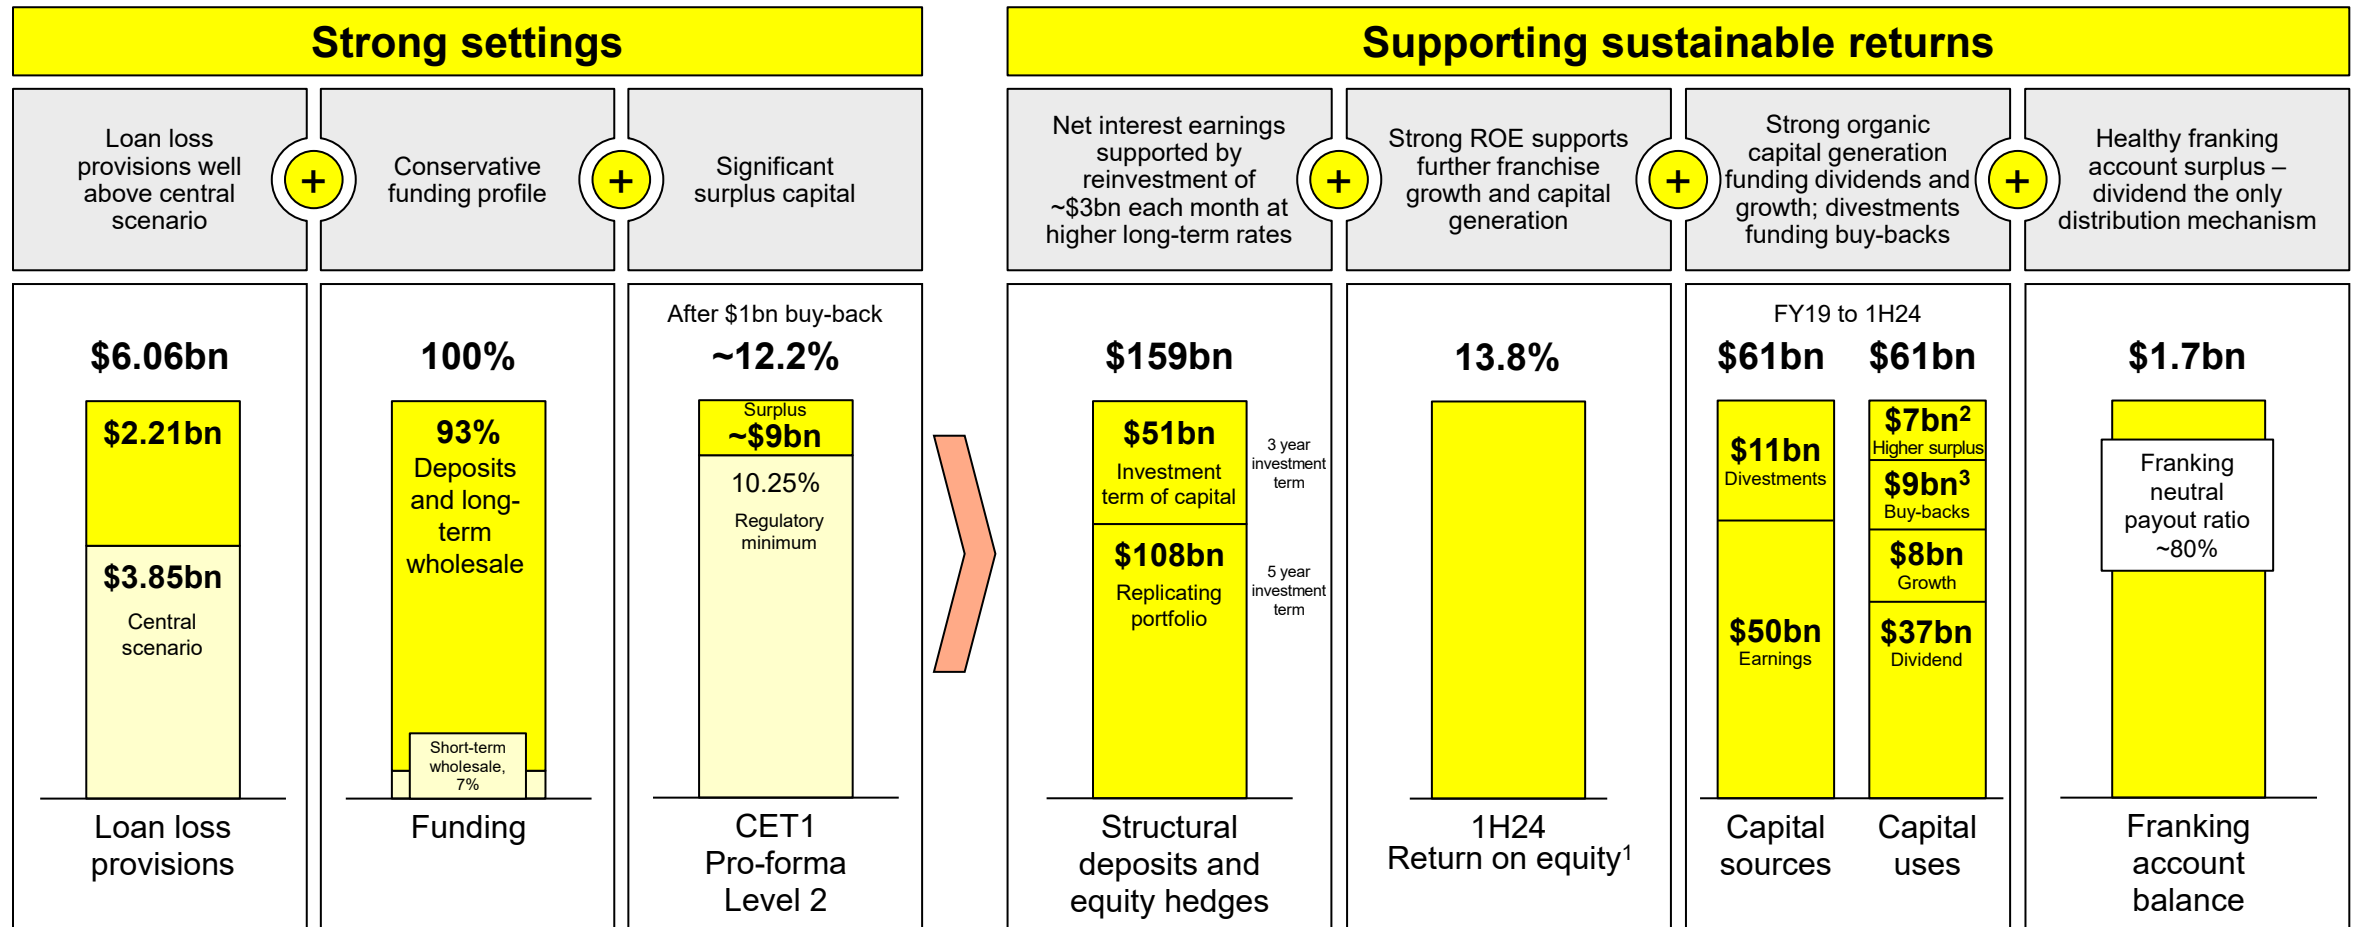 Strong settings
Supporting sustainable returns
Loan loss
provisions well
above central
scenario
+
Conservative
funding profile
+
Significant
surplus capital
Net interest earnings
supported by
reinvestment of
~$3bn each month at
higher long-term rates
+
Strong ROE supports
further franchise
growth and capital
generation
+
Strong organic
capital generation
funding dividends and
growth; divestments
funding buy-backs
+
Healthy franking
account surplus –
dividend the only
distribution mechanism
$6.06bn
$2.21bn
$3.85bn
Central
scenario
Loan loss
provisions
100%
93%
Deposits
and long-
term
wholesale
Short-term
wholesale,
7%
Funding
After $1bn buy-back
~12.2%
Surplus
~$9bn
10.25%
Regulatory
minimum
CET1
Pro-forma
Level 2
$159bn
$51bn
Investment
term of capital
3 year
investment
term
$108bn
Replicating
portfolio
5 year
investment
term
Structural
deposits and
equity hedges
13.8%
1H24
Return on equity¹
FY19 to 1H24
$61bn
$11bn
Divestments
$50bn
Earnings
Capital
sources
$61bn
$7bn²
Higher surplus
$9bn³
Buy-backs
$8bn
Growth
$37bn
Dividend
Capital
uses
$1.7bn
Franking
neutral
payout ratio
~80%
Franking
account
balance